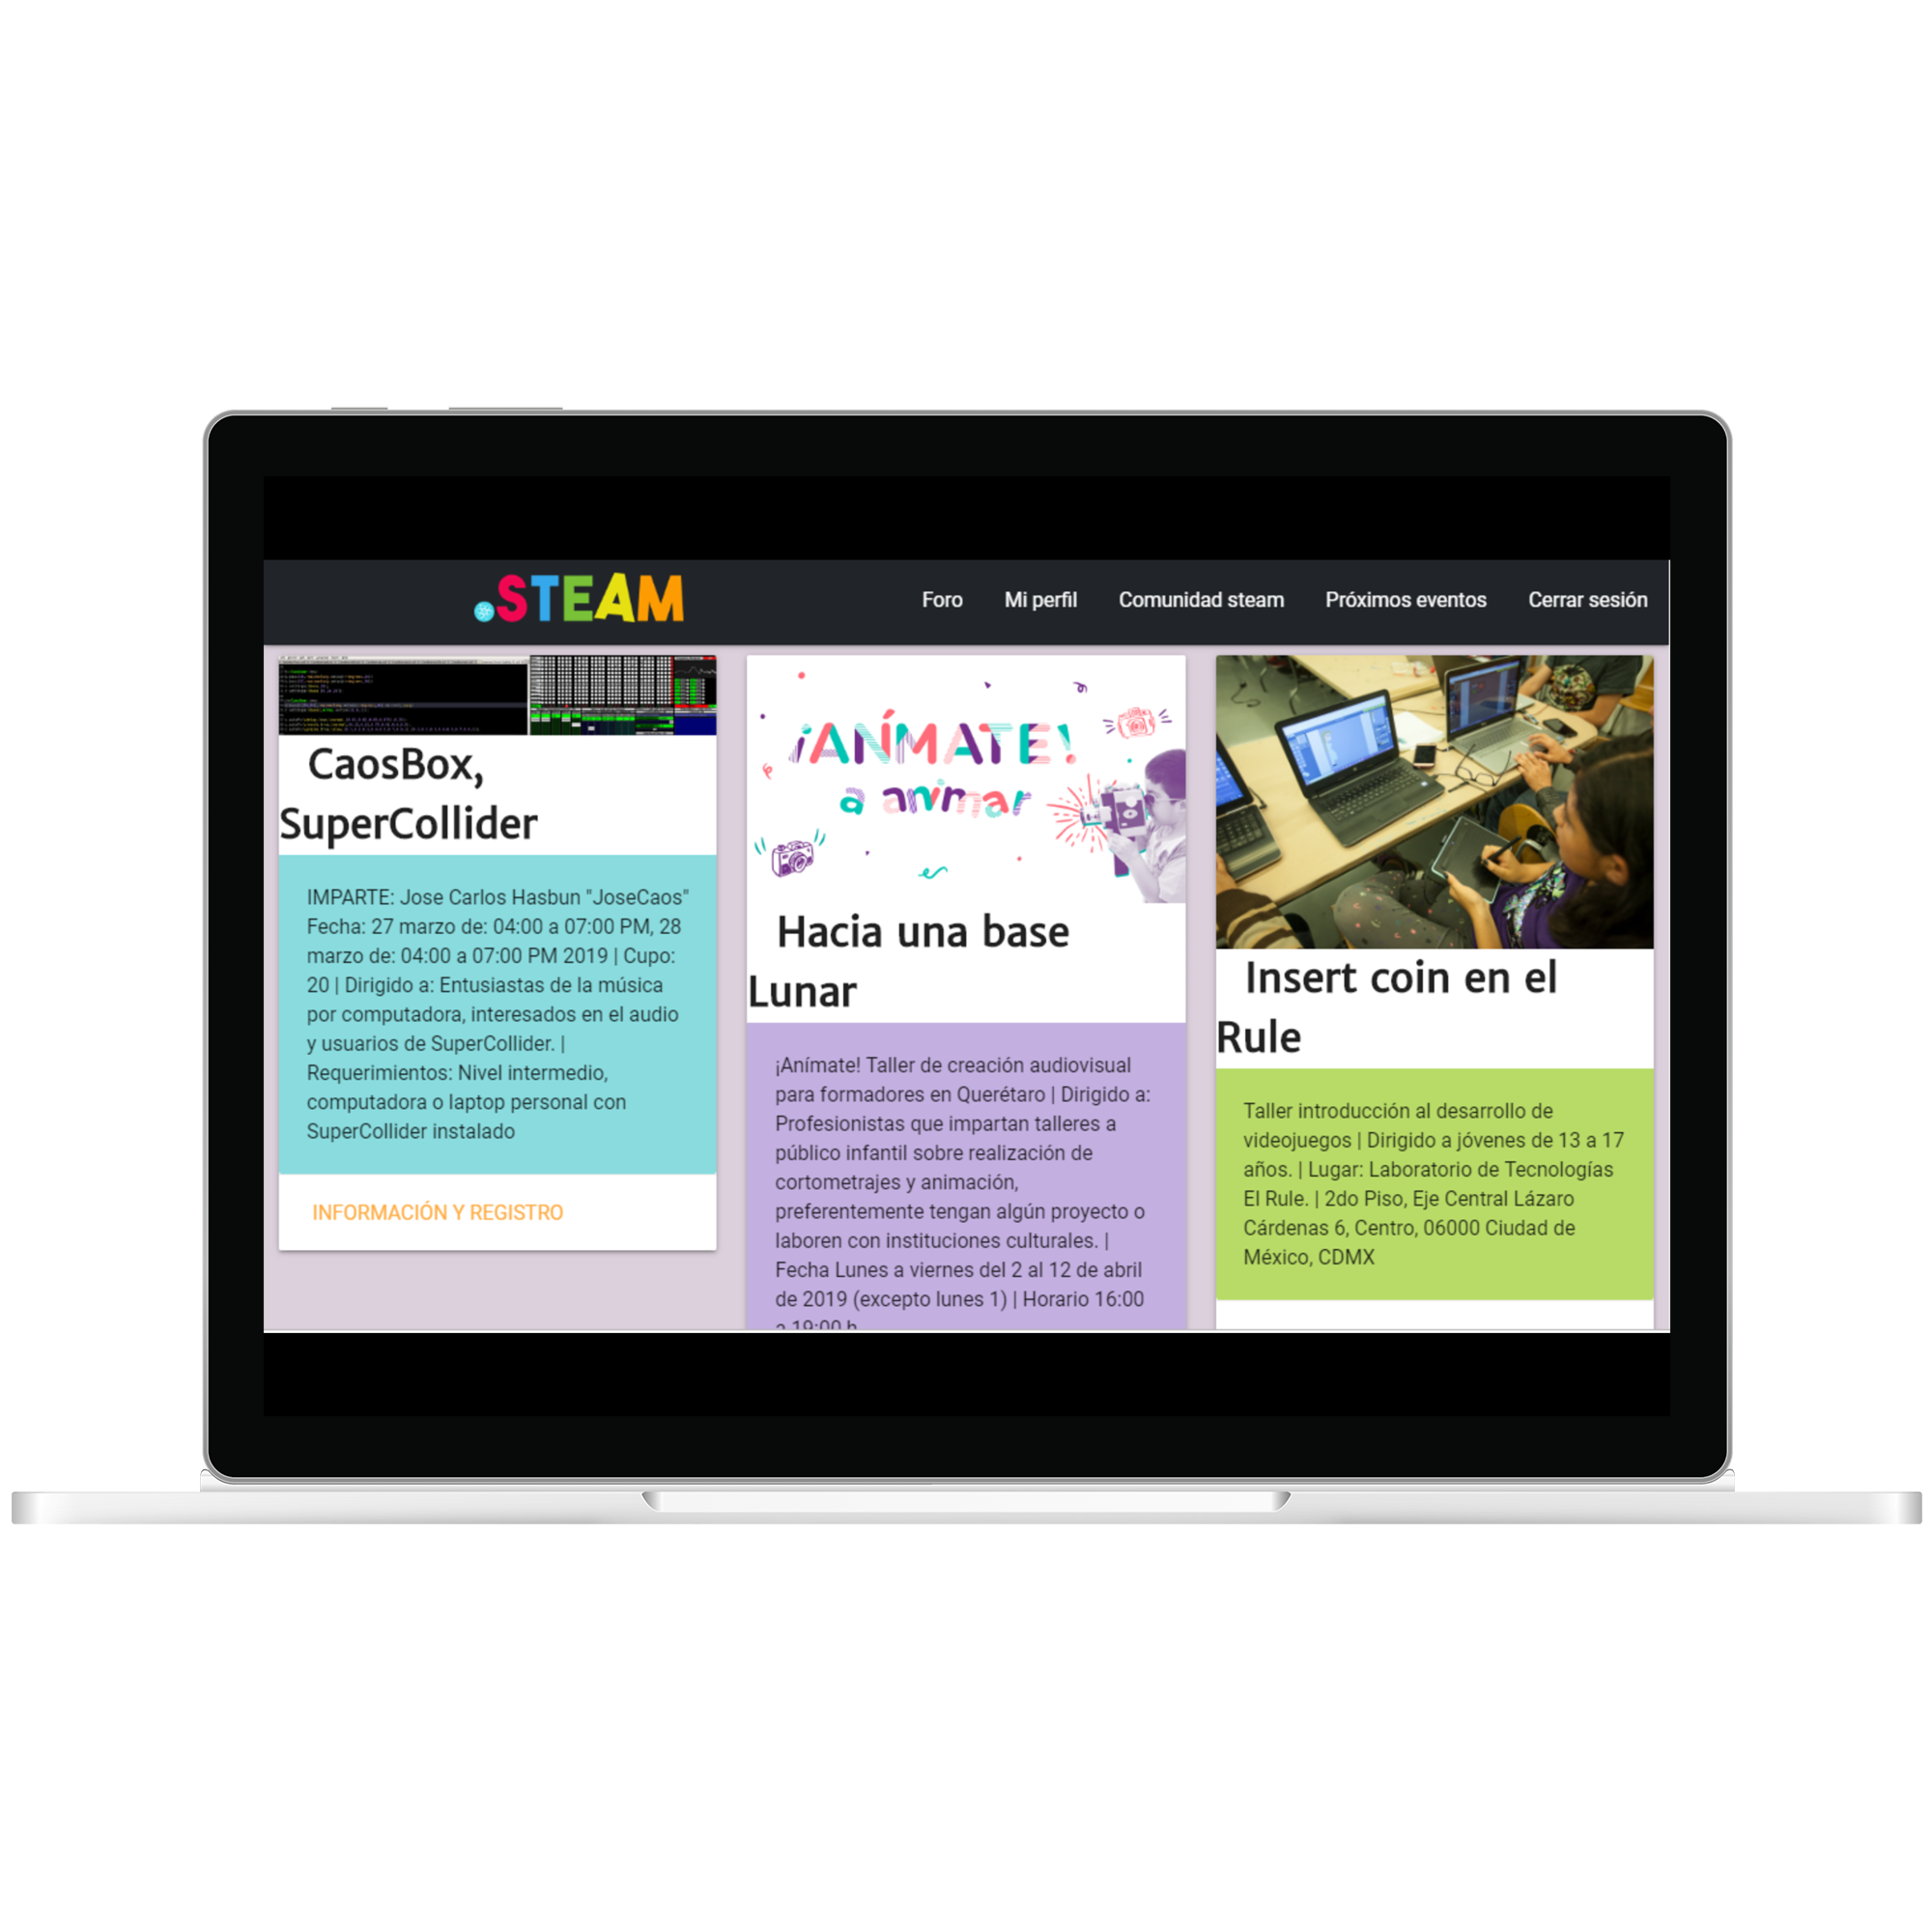 .STEAM
Foro
Mi perfil
Comunidad steam
Próximos eventos
Cerrar sesión
CaosBox,
SuperCollider
IMPARTE: Jose Carlos Hasbun "JoseCaos"
Fecha: 27 marzo de: 04:00 a 07:00 PM, 28
marzo de: 04:00 a 07:00 PM 2019 | Cupo:
20 | Dirigido a: Entusiastas de la música
por computadora, interesados en el audio
y usuarios de SuperCollider. |
Requerimientos: Nivel intermedio,
computadora o laptop personal con
SuperCollider instalado
INFORMACIÓN Y REGISTRO
¡ANÍMATE!
a animar
Hacia una base
Lunar
¡Anímate! Taller de creación audiovisual
para formadores en Querétaro | Dirigido a:
Profesionistas que impartan talleres a
público infantil sobre realización de
cortometrajes y animación,
preferentemente tengan algún proyecto o
laboren con instituciones culturales. |
Fecha Lunes a viernes del 2 al 12 de abril
de 2019 (excepto lunes 1) | Horario 16:00
a 19:00 h
Insert coin en el
Rule
Taller introducción al desarrollo de
videojuegos | Dirigido a jóvenes de 13 a 17
años. | Lugar: Laboratorio de Tecnologías
El Rule. | 2do Piso, Eje Central Lázaro
Cárdenas 6, Centro, 06000 Ciudad de
México, CDMX